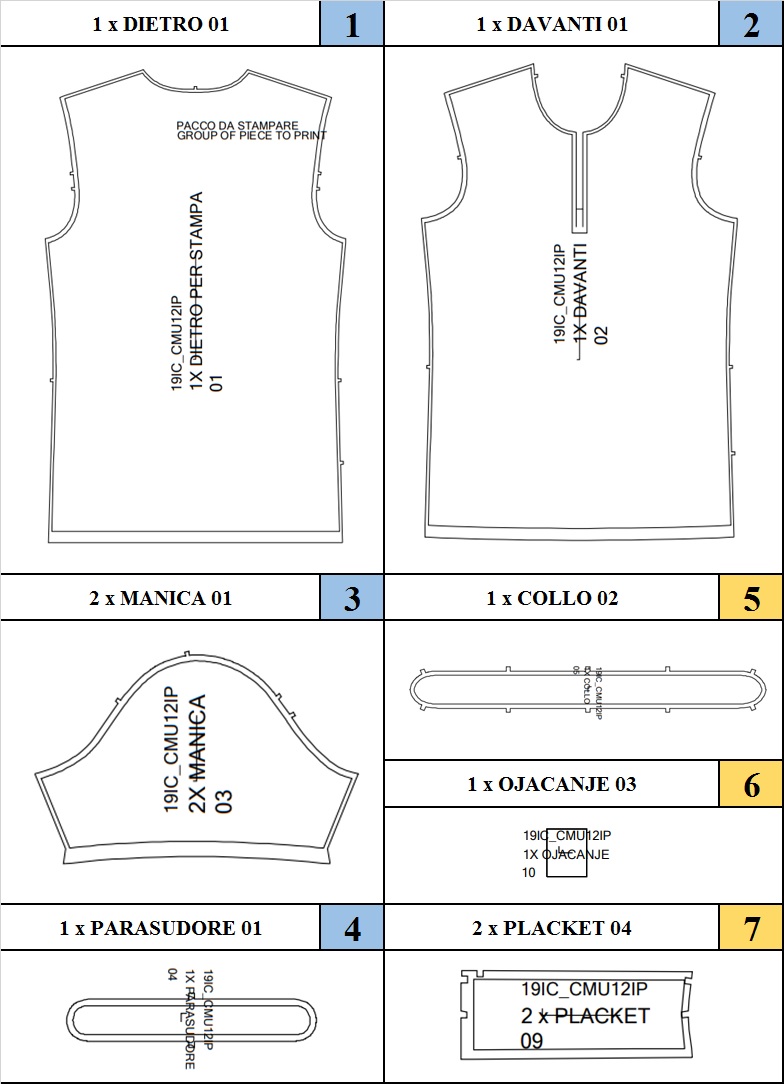 1 x DIETRO 01
1
PACCO DA STAMPARE
GROUP OF PIECE TO PRINT
19IC_CMU12IP
1X DIETRO PER STAMPA
01
1 x DAVANTI 01
2
19IC_CMU12IP
1X DAVANTI
02
2 x MANICA 01
3
19IC_CMU12IP
2X MANICA
03
1 x COLLO 02
5
19IC_CMU12IP
1X COLLO
05
1 x OJACANJE 03
6
19IC_CMU12IP
1X OJACANJE
10
1 x PARASUDORE 01
4
19IC_CMU12IP
1X PARASUDORE
04
2 x PLACKET 04
7
19IC_CMU12IP
2 x PLACKET
09